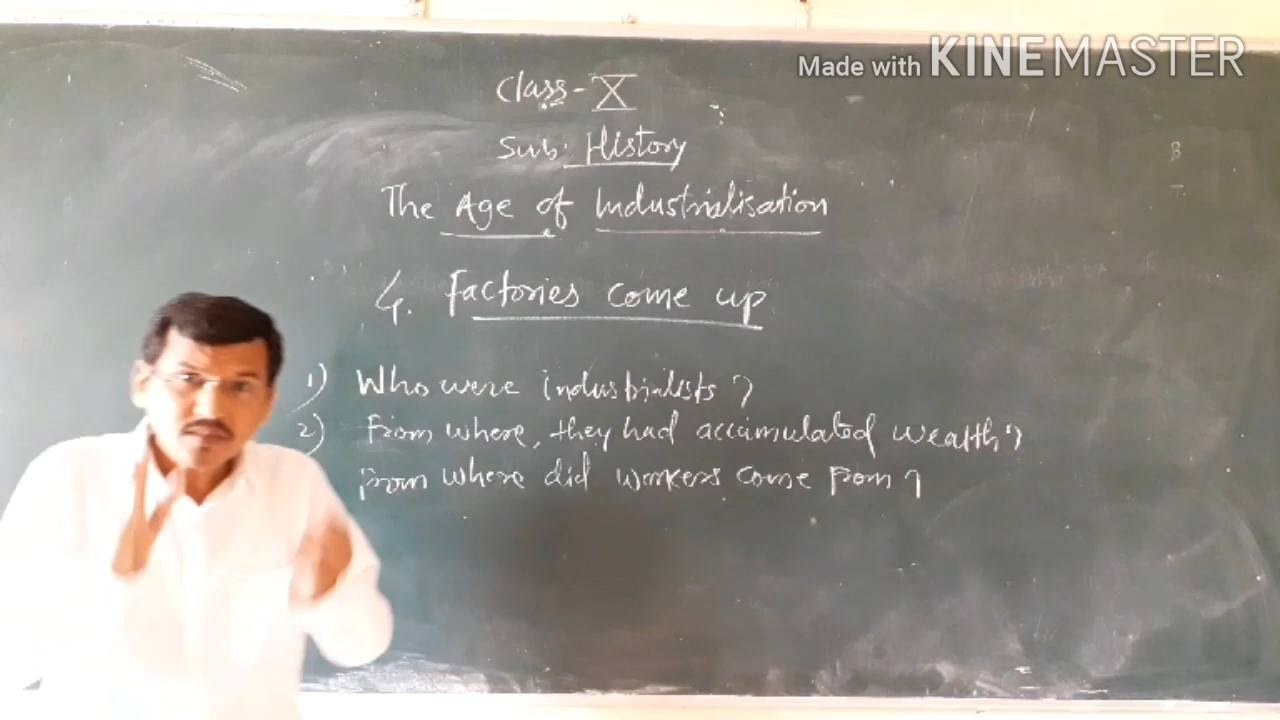 Made with KINEMASTER
Class - X
Sub: History
The Age of Industrialisation
4. Factories come up
1) Who were industrialists?
2) From where, they had accumulated wealth?
From where did workers come from?
B